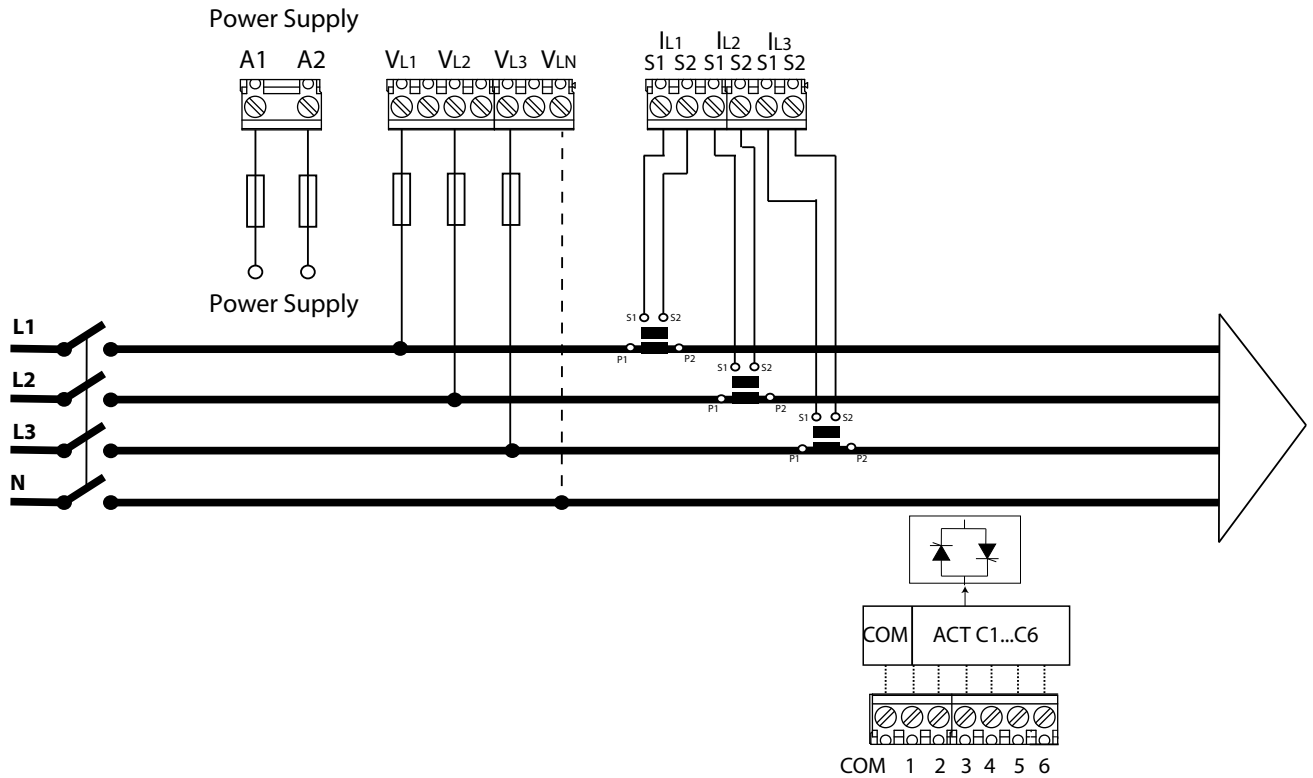 Power Supply
A1 A2
VL1 VL2 VL3 VLN
IL1 IL2 IL3
S1 S2 S1 S2 S1 S2
Power Supply
L1
S1 S2
P1 P2
L2
S1 S2
P1 P2
L3
S1 S2
P1 P2
N
COM ACT C1...C6
COM 1 2 3 4 5 6